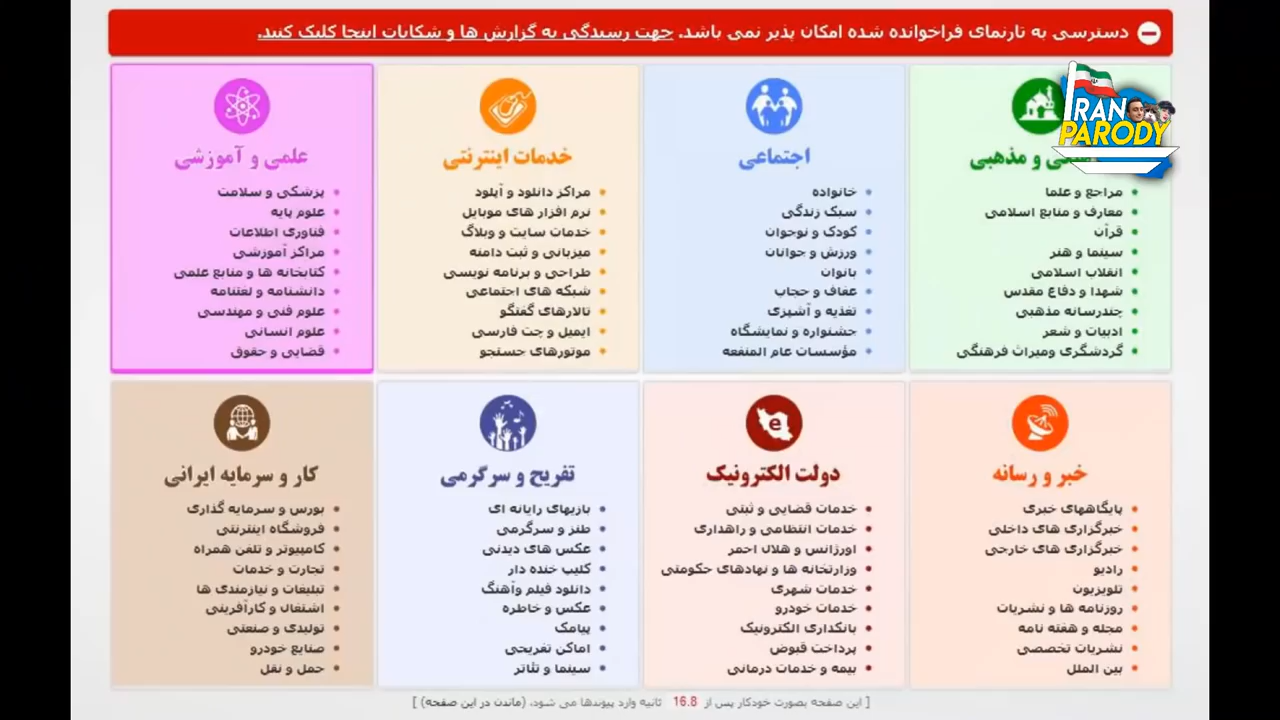 دسترسی به تارنمای فراخوانده شده امکان پذیر نمی باشد. جهت رسیدگی به گزارش ها و شکایات اینجا کلیک کنید.
IRAN
PARODY
و مذهبی
مراجع و علما
معارف و منابع اسلامی
قرآن
سینما و هنر
انقلاب اسلامی
شهدا و دفاع مقدس
چندرسانه مذهبی
ادبیات و شعر
گردشگری ومیراث فرهنگی
اجتماعی
خانواده
سبک زندگی
کودک و نوجوان
ورزش و جوانان
بانوان
عفاف و حجاب
تغذیه و آشپزی
جشنواره و نمایشگاه
مؤسسات عام المنفعه
خدمات اینترنتی
مراکز دانلود و آپلود
نرم افزار های موبایل
خدمات سایت و وبلاگ
میزبانی و ثبت دامنه
طراحی و برنامه نویسی
شبکه های اجتماعی
تالارهای گفتگو
ایمیل و چت فارسی
موتورهای جستجو
علمی و آموزشی
پزشکی و سلامت
علوم پایه
فناوری اطلاعات
مراکز آموزشی
کتابخانه ها و منابع علمی
دانشنامه و لغتنامه
علوم فنی و مهندسی
علوم انسانی
قضایی و حقوق
خبر و رسانه
پایگاههای خبری
خبرگزاری های داخلی
خبرگزاری های خارجی
رادیو
تلویزیون
روزنامه ها و نشریات
مجله و هفته نامه
نشریات تخصصی
بین الملل
دولت الکترونیک
خدمات قضایی و ثبتی
خدمات انتظامی و راهداری
اورژانس و هلال احمر
وزارتخانه ها و نهادهای حکومتی
خدمات شهری
خدمات خودرو
بانکداری الکترونیک
پرداخت قبوض
بیمه و خدمات درمانی
تفریح و سرگرمی
بازیهای رایانه ای
طنز و سرگرمی
عکس های دیدنی
کلیپ خنده دار
دانلود فیلم وآهنگ
عکس و خاطره
پیامک
اماکن تفریحی
سینما و تئاتر
کار و سرمایه ایرانی
بورس و سرمایه گذاری
فروشگاه اینترنتی
کامپیوتر و تلفن همراه
تجارت و خدمات
تبلیغات و نیازمندی ها
اشتغال و کارآفرینی
تولیدی و صنعتی
صنایع خودرو
حمل و نقل
[ این صفحه بصورت خودکار پس از 16.8 ثانیه وارد پیوندها می شود. (ماندن در این صفحه) ]